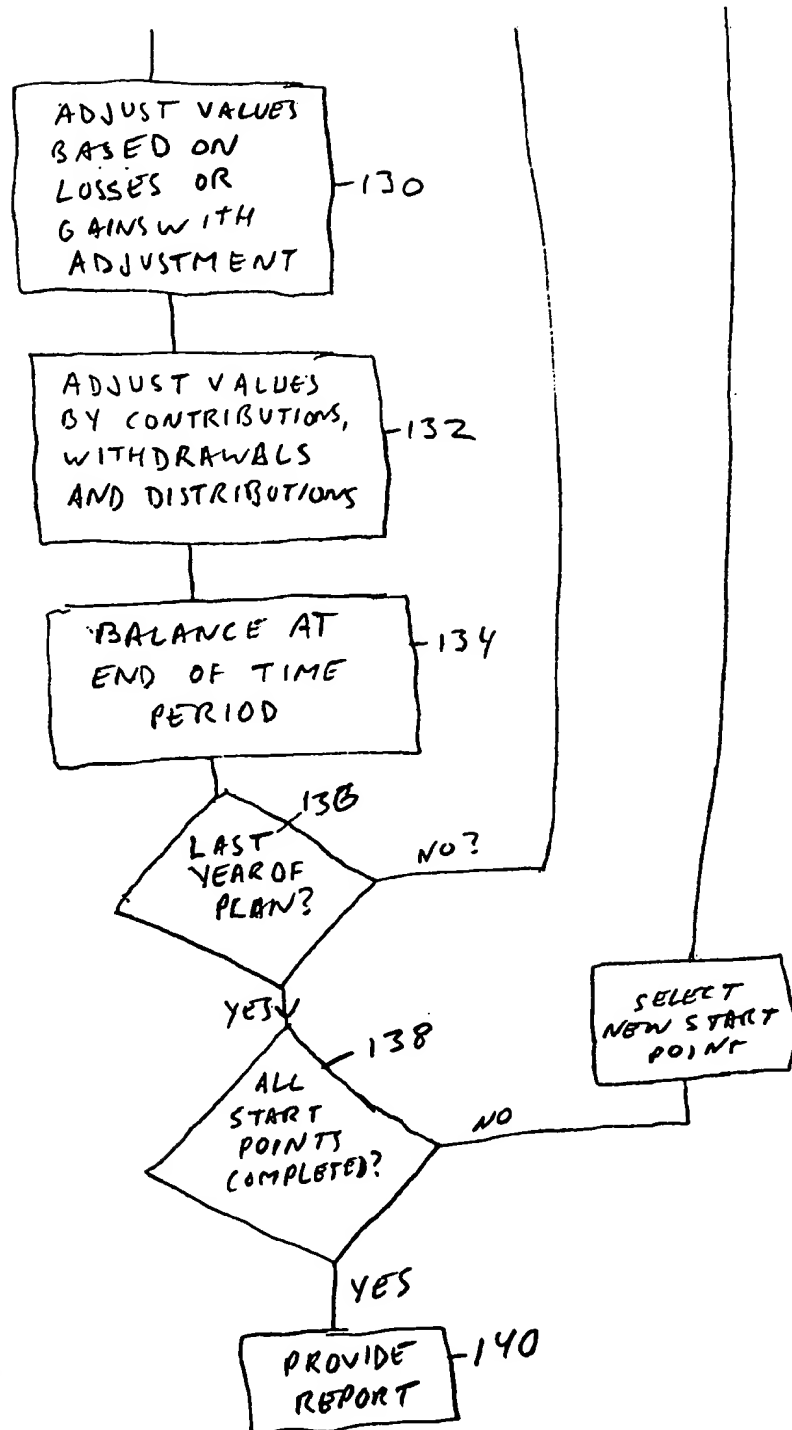 ADJUST VALUES
BASED ON
LOSSES OR
GAINS WITH
ADJUSTMENT
130
ADJUST VALUES
BY CONTRIBUTIONS,
WITHDRAWALS
AND DISTRIBUTIONS
132
BALANCE AT
END OF TIME
PERIOD
134
LAST
YEAR OF
PLAN?
NO?
YES
SELECT
NEW START
POINT
138
ALL
START
POINTS
COMPLETED?
NO
YES
PROVIDE
REPORT
140